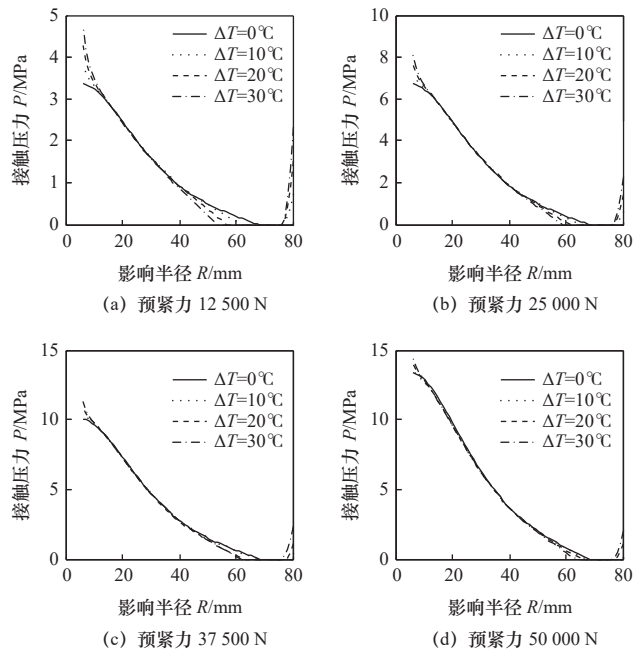 5
4
3
2
1
0
接触压力 P/MPa
ΔT=0℃
ΔT=10℃
ΔT=20℃
ΔT=30℃
0 20 40 60 80
影响半径 R/mm
(a) 预紧力 12 500 N
10
8
6
4
2
0
接触压力 P/MPa
ΔT=0℃
ΔT=10℃
ΔT=20℃
ΔT=30℃
0 20 40 60 80
影响半径 R/mm
(b) 预紧力 25 000 N
15
10
5
0
接触压力 P/MPa
ΔT=0℃
ΔT=10℃
ΔT=20℃
ΔT=30℃
0 20 40 60 80
影响半径 R/mm
(c) 预紧力 37 500 N
15
10
5
0
接触压力 P/MPa
ΔT=0℃
ΔT=10℃
ΔT=20℃
ΔT=30℃
0 20 40 60 80
影响半径 R/mm
(d) 预紧力 50 000 N